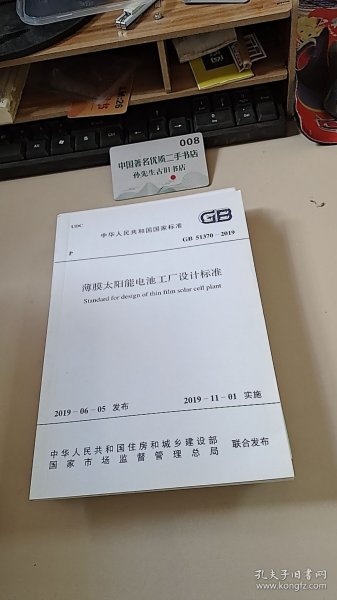 008
中国著名优质二手书店
孙先生古旧书店
UDC
中华人民共和国国家标准
GB
P
GB 51370-2019
薄膜太阳能电池工厂设计标准
Standard for design of thin film solar cell plant
2019-06-05 发布
2019-11-01 实施
中华人民共和国住房和城乡建设部
国家市场监督管理总局
联合发布
孔夫子旧书网